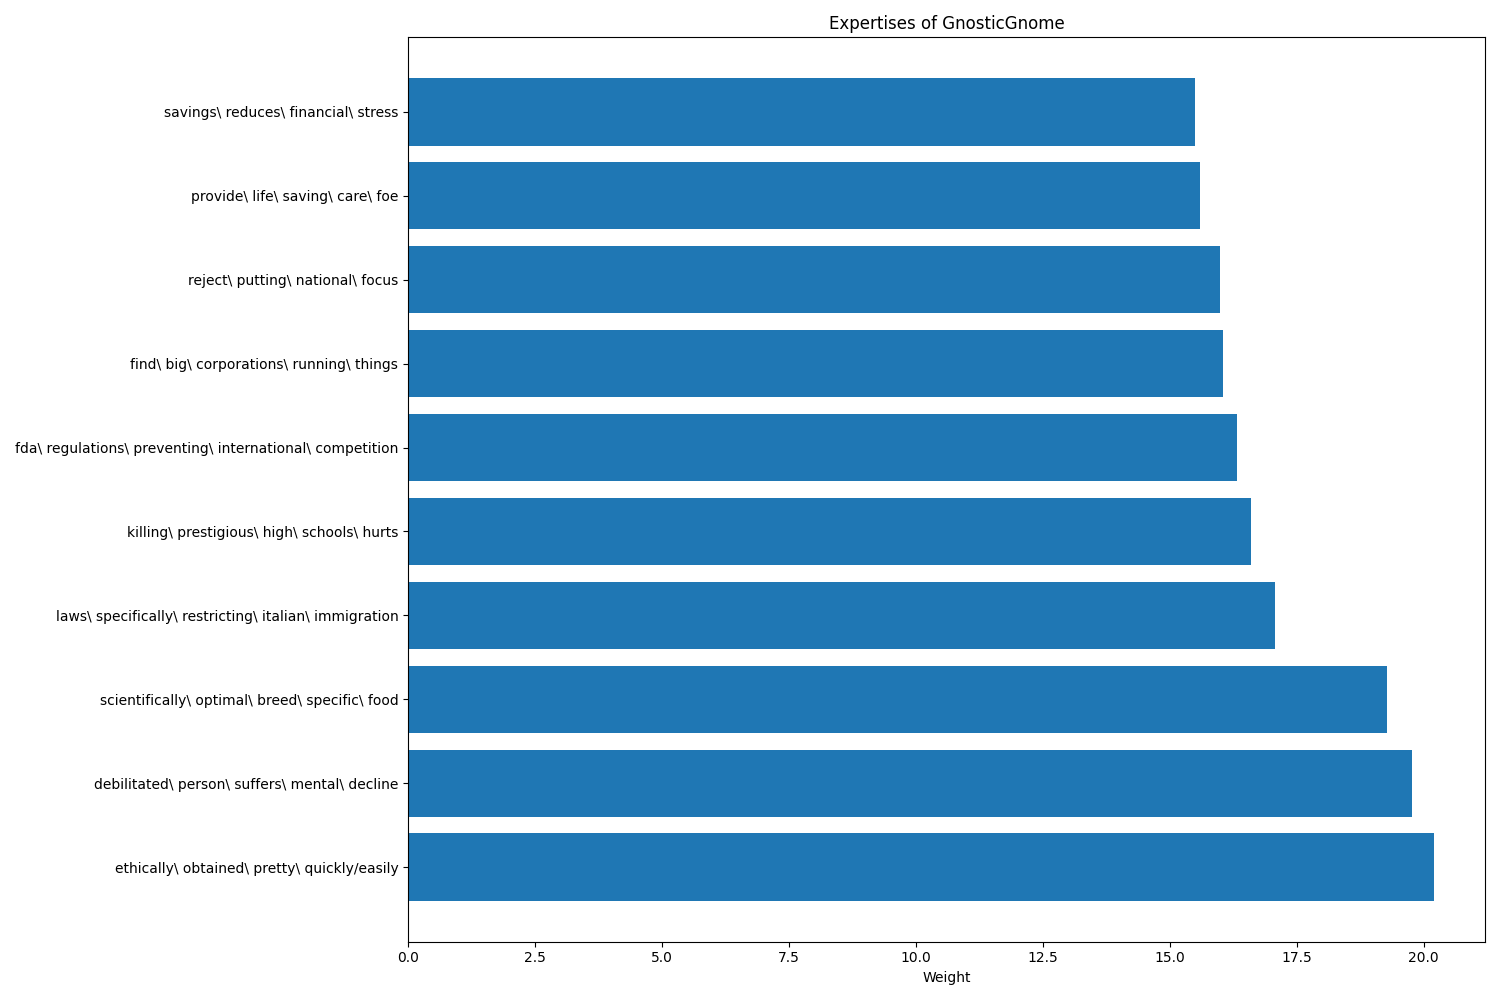 Expertises of GnosticGnome
savings\ reduces\ financial\ stress
provide\ life\ saving\ care\ foe
reject\ putting\ national\ focus
find\ big\ corporations\ running\ things
fda\ regulations\ preventing\ international\ competition
killing\ prestigious\ high\ schools\ hurts
laws\ specifically\ restricting\ italian\ immigration
scientifically\ optimal\ breed\ specific\ food
debilitated\ person\ suffers\ mental\ decline
ethically\ obtained\ pretty\ quickly/easily
0.0 2.5 5.0 7.5 10.0 12.5 15.0 17.5 20.0
Weight